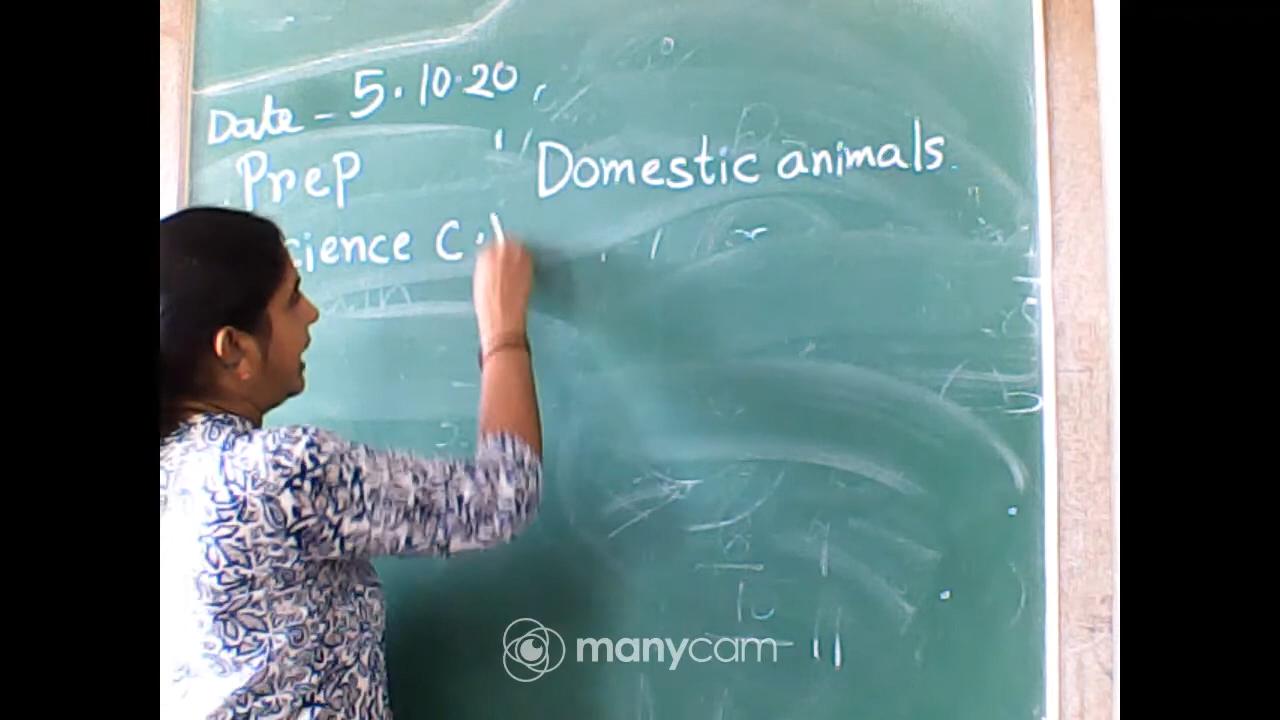 Date - 5.10.20
Prep
Domestic animals.
cience C.
manycam